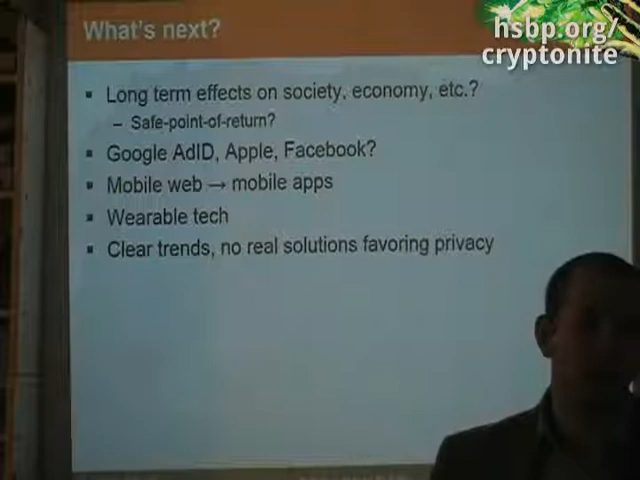 What's next?
hsbp.org/
cryptonite
▪ Long term effects on society, economy, etc.?
– Safe-point-of-return?
▪ Google AdID, Apple, Facebook?
▪ Mobile web → mobile apps
▪ Wearable tech
▪ Clear trends, no real solutions favoring privacy